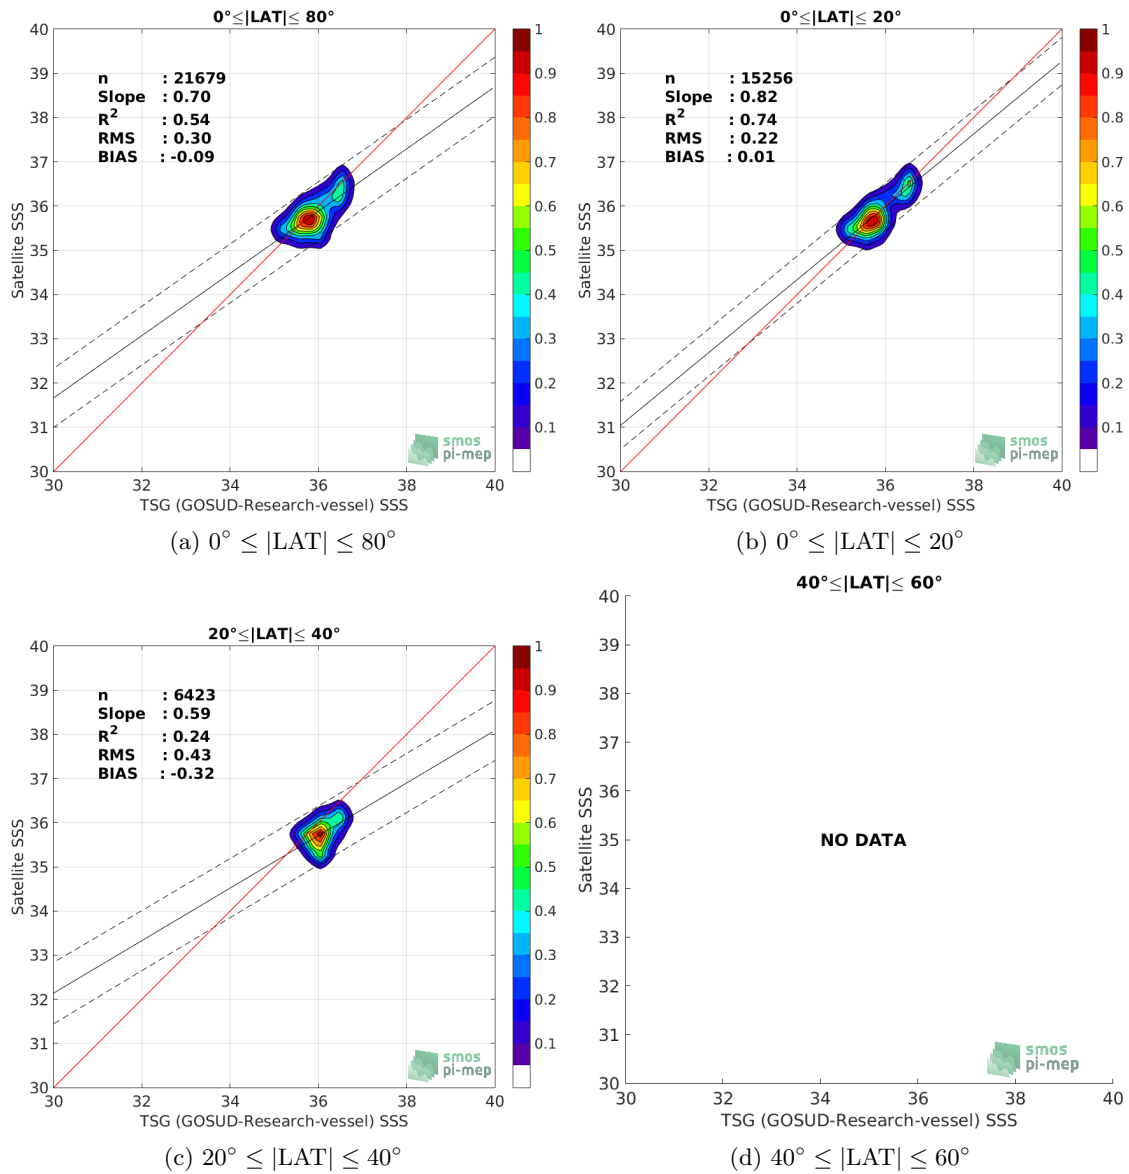 0°≤|LAT|≤ 80°
40
39
38
37
36
35
34
33
32
31
30
Satellite SSS
n : 21679
Slope : 0.70
R² : 0.54
RMS : 0.30
BIAS : -0.09
smos
pi-mep
30 32 34 36 38 40
TSG (GOSUD-Research-vessel) SSS
1
0.9
0.8
0.7
0.6
0.5
0.4
0.3
0.2
0.1
(a) 0° ≤ |LAT| ≤ 80°
0°≤|LAT|≤ 20°
40
39
38
37
36
35
34
33
32
31
30
Satellite SSS
n : 15256
Slope : 0.82
R² : 0.74
RMS : 0.22
BIAS : 0.01
smos
pi-mep
30 32 34 36 38 40
TSG (GOSUD-Research-vessel) SSS
1
0.9
0.8
0.7
0.6
0.5
0.4
0.3
0.2
0.1
(b) 0° ≤ |LAT| ≤ 20°
20°≤|LAT|≤ 40°
40
39
38
37
36
35
34
33
32
31
30
Satellite SSS
n : 6423
Slope : 0.59
R² : 0.24
RMS : 0.43
BIAS : -0.32
smos
pi-mep
30 32 34 36 38 40
TSG (GOSUD-Research-vessel) SSS
1
0.9
0.8
0.7
0.6
0.5
0.4
0.3
0.2
0.1
(c) 20° ≤ |LAT| ≤ 40°
40°≤|LAT|≤ 60°
40
39
38
37
36
35
34
33
32
31
30
Satellite SSS
NO DATA
smos
pi-mep
30 32 34 36 38 40
TSG (GOSUD-Research-vessel) SSS
(d) 40° ≤ |LAT| ≤ 60°